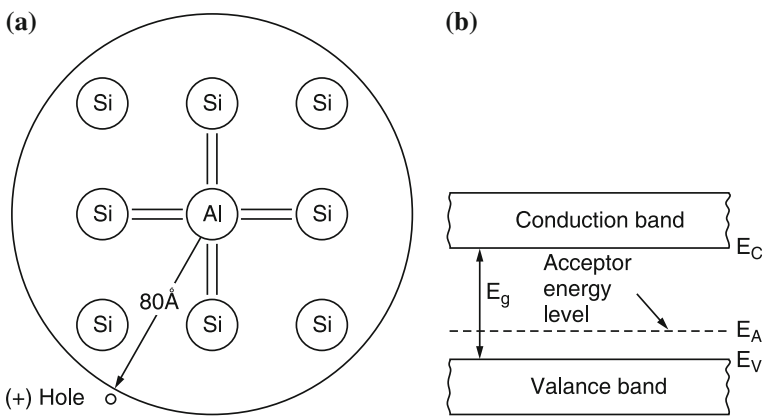 (a)
Si Si Si
Si Al Si
80Å
Si Si Si
(+) Hole
(b)
Conduction band
E_C
Acceptor
energy
level
E_g
E_A
E_V
Valance band